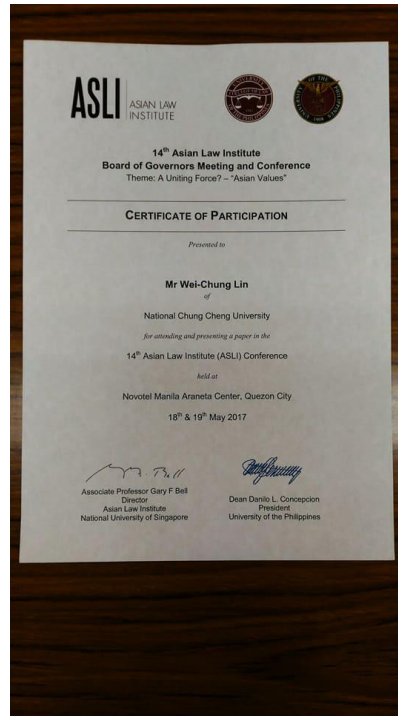 ASLI
ASIAN LAW
INSTITUTE
14th Asian Law Institute
Board of Governors Meeting and Conference
Theme: A Uniting Force? – "Asian Values"
CERTIFICATE OF PARTICIPATION
Presented to
Mr Wei-Chung Lin
of
National Chung Cheng University
for attending and presenting a paper in the
14th Asian Law Institute (ASLI) Conference
held at
Novotel Manila Araneta Center, Quezon City
18th & 19th May 2017
Associate Professor Gary F Bell
Director
Asian Law Institute
National University of Singapore
Dean Danilo L. Concepcion
President
University of the Philippines